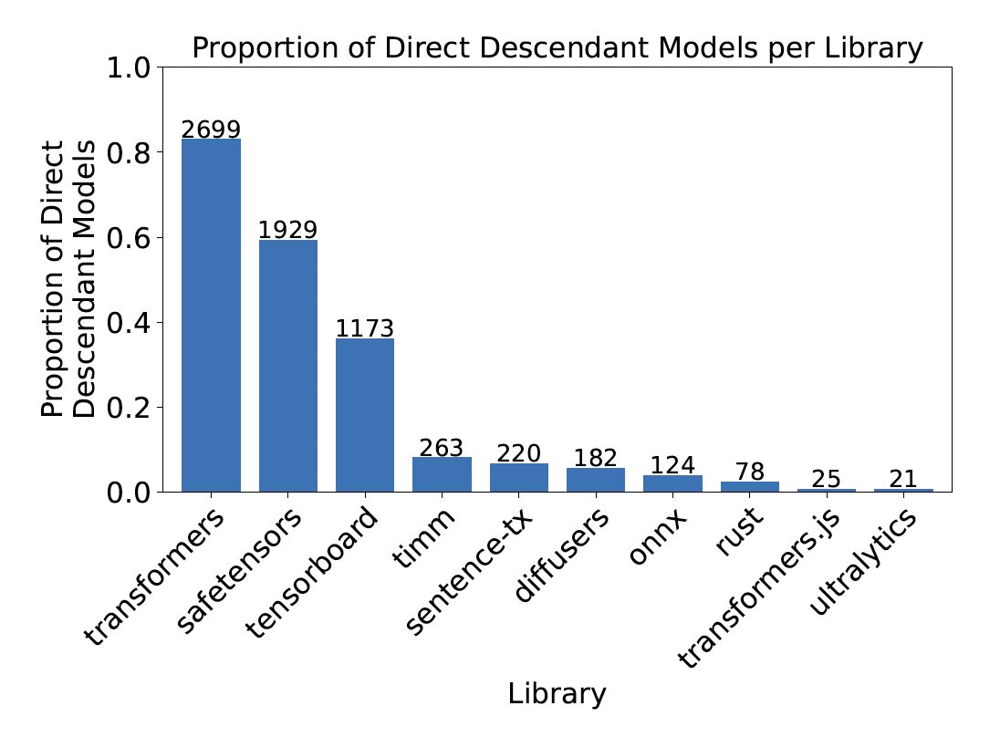 Proportion of Direct Descendant Models per Library
Proportion of Direct
Descendant Models
1.0
0.8
0.6
0.4
0.2
0.0
2699
1929
1173
263
220
182
124
78
25
21
transformers
safetensors
tensorboard
timm
sentence-tx
diffusers
onnx
rust
transformers.js
ultralytics
Library